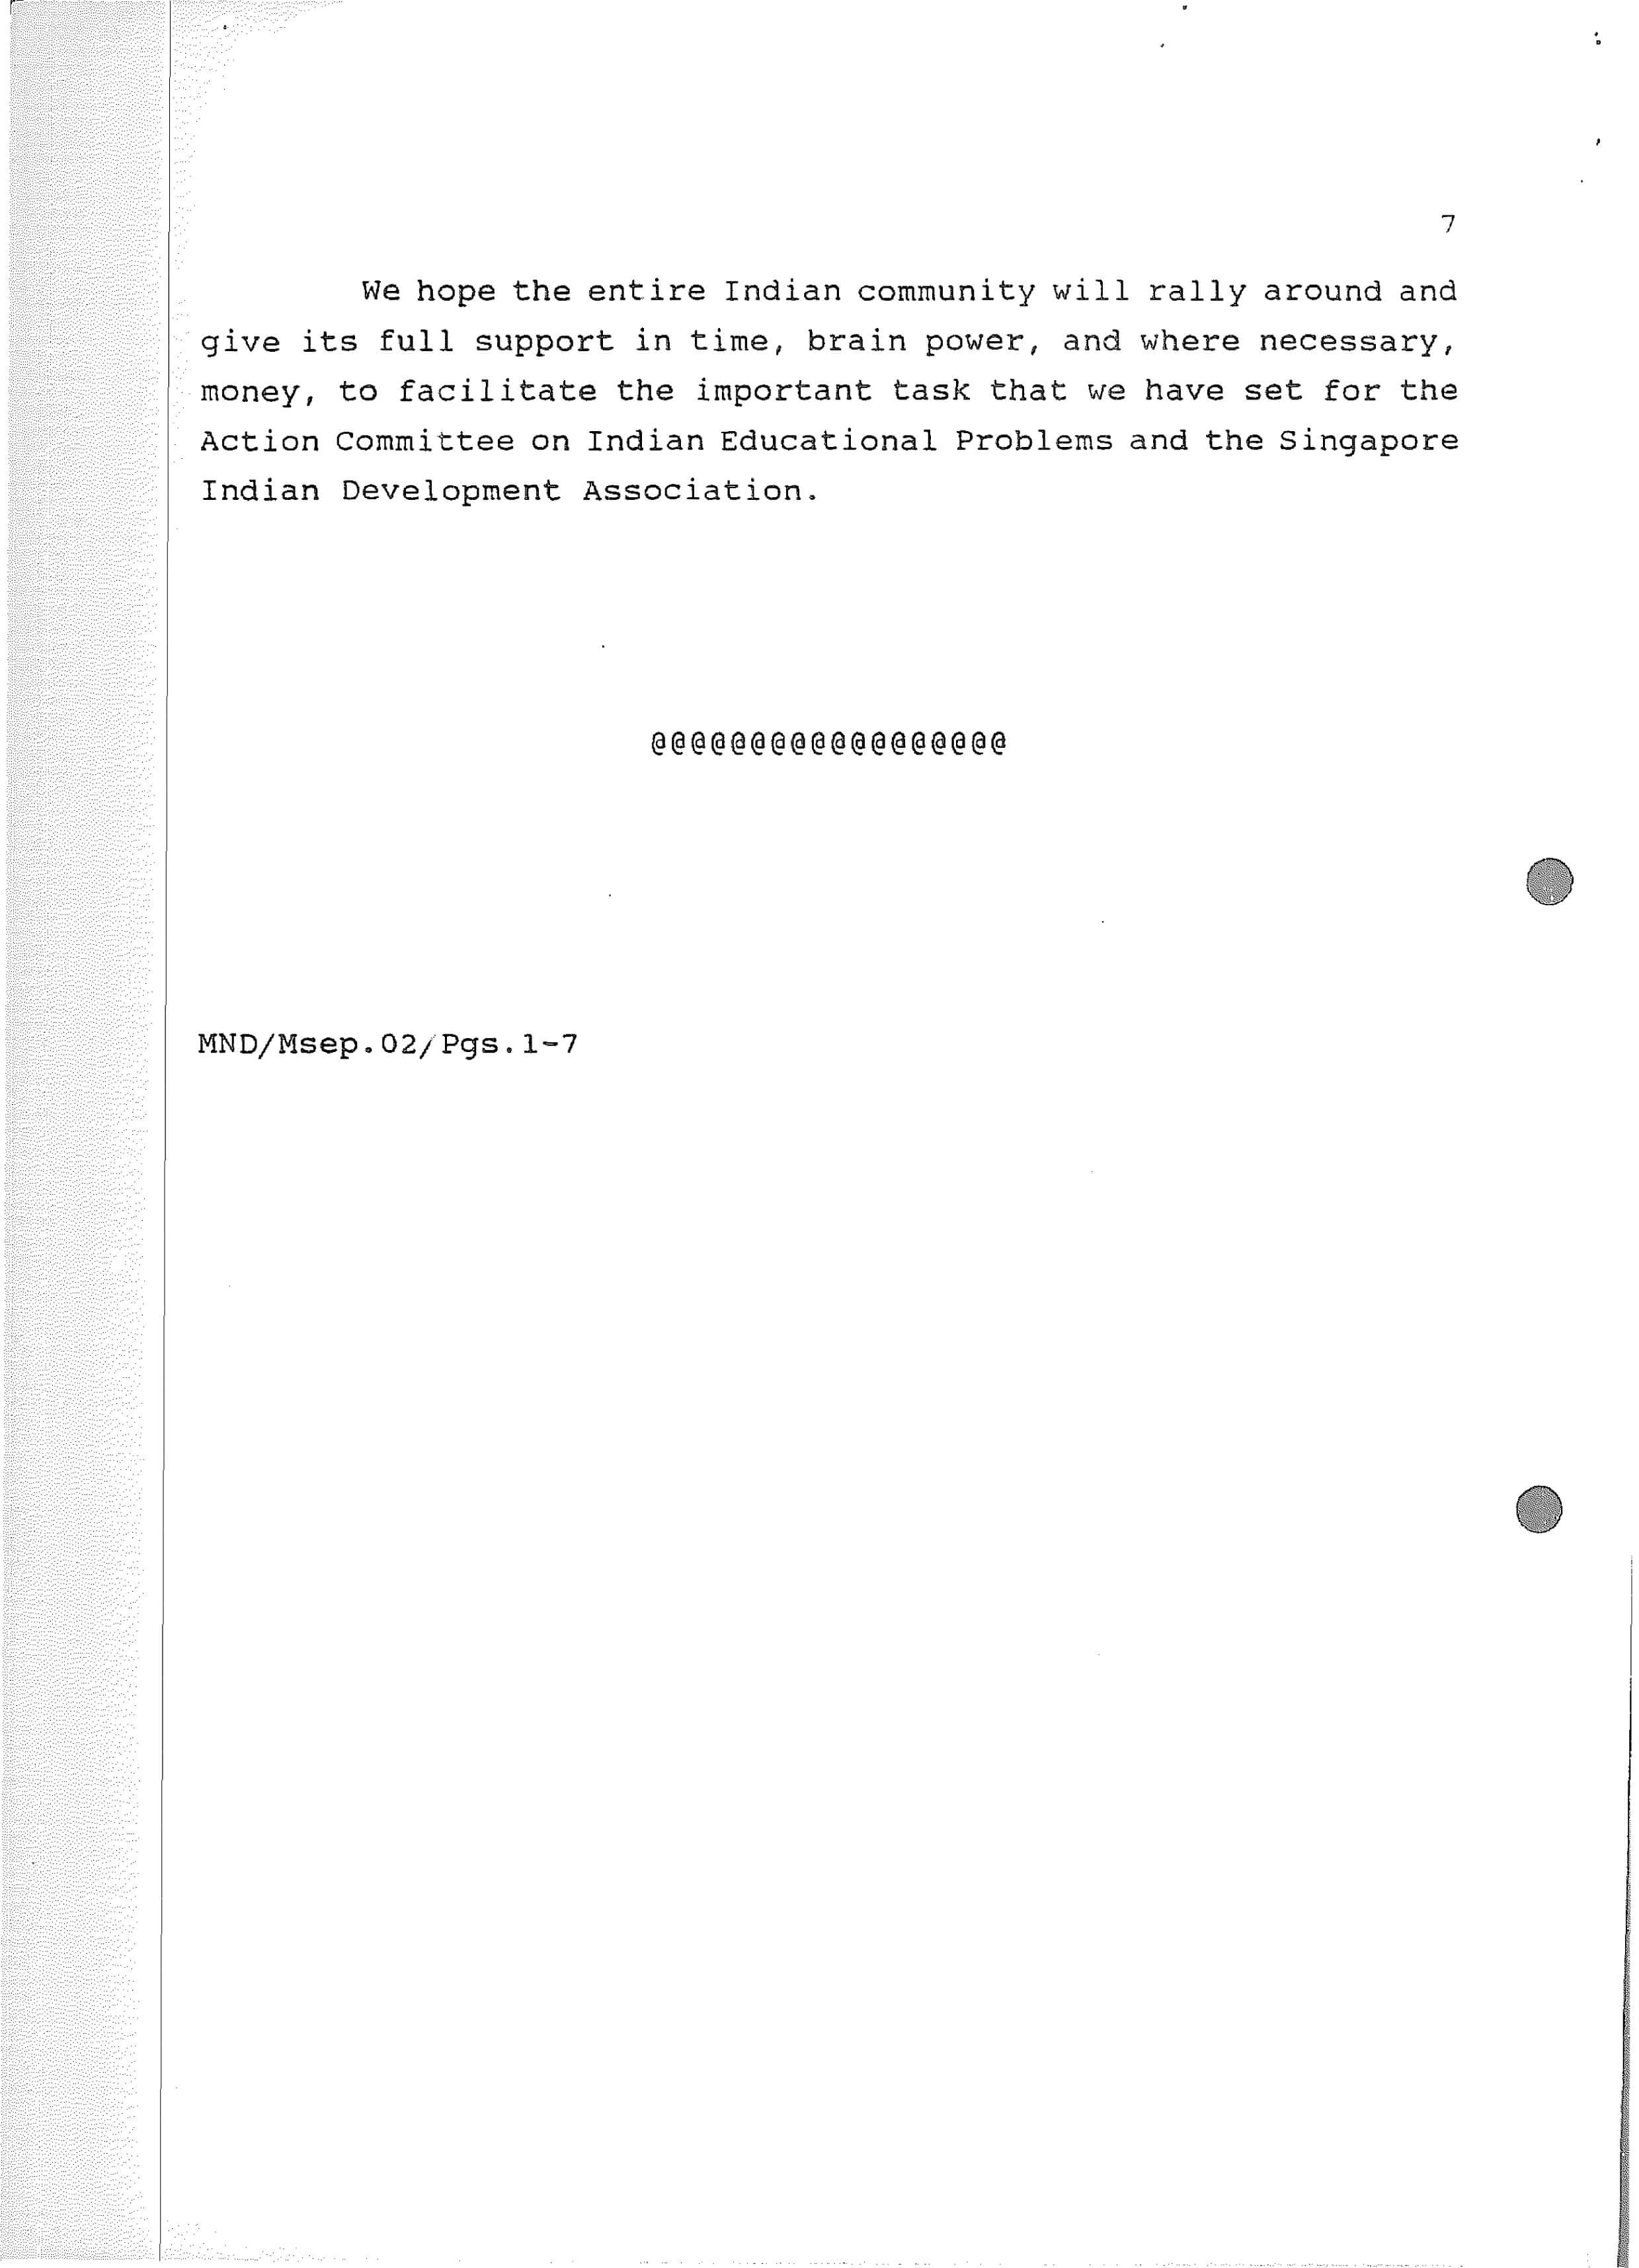 7
We hope the entire Indian community will rally around and
give its full support in time, brain power, and where necessary,
money, to facilitate the important task that we have set for the
Action Committee on Indian Educational Problems and the Singapore
Indian Development Association.
@@@@@@@@@@@@@@@@@@
MND/Msep.02/Pgs.1-7